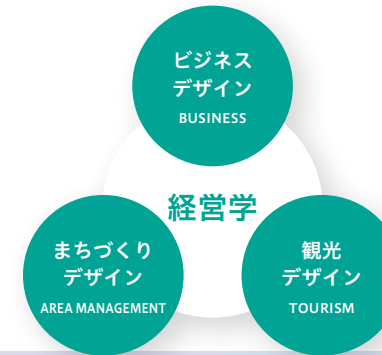 ビジネス
デザイン
BUSINESS
経営学
まちづくり
デザイン
AREA MANAGEMENT
観光
デザイン
TOURISM